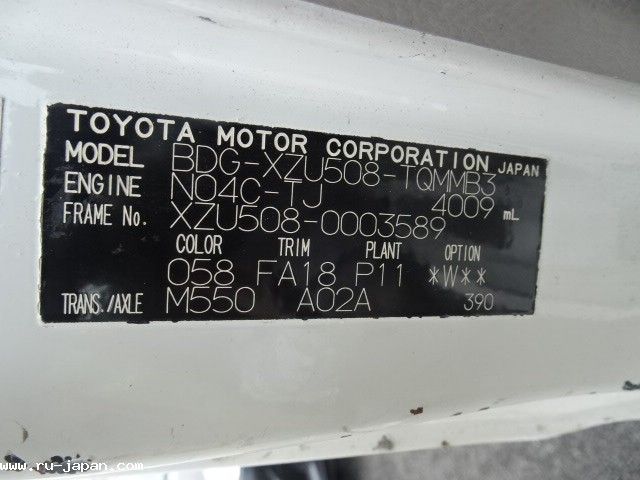 TOYOTA MOTOR CORPORATION JAPAN
MODEL BDG-XZU508-TQMMB3
ENGINE N04C-TJ 4009 mL
FRAME No. XZU508-0003589
COLOR TRIM PLANT OPTION
058 FA18 P11 *W**
TRANS./AXLE M550 A02A 390
www.ru-japan.com